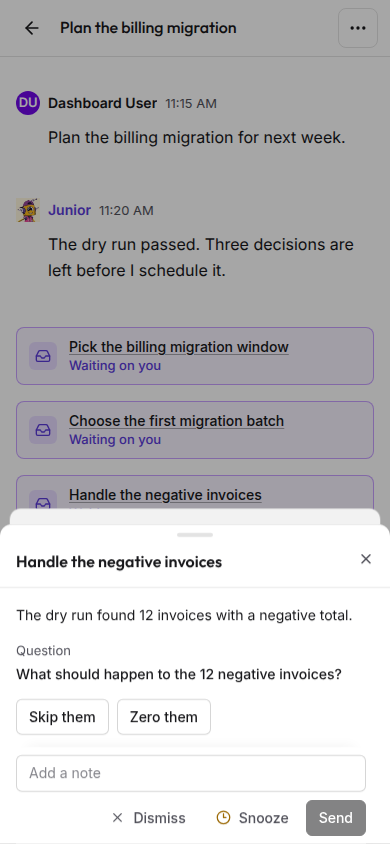 Plan the billing migration
DU Dashboard User 11:15 AM
Plan the billing migration for next week.
Junior 11:20 AM
The dry run passed. Three decisions are
left before I schedule it.
Pick the billing migration window
Waiting on you
Choose the first migration batch
Waiting on you
Handle the negative invoices
Handle the negative invoices
The dry run found 12 invoices with a negative total.
Question
What should happen to the 12 negative invoices?
Skip them Zero them
Add a note
Dismiss Snooze Send